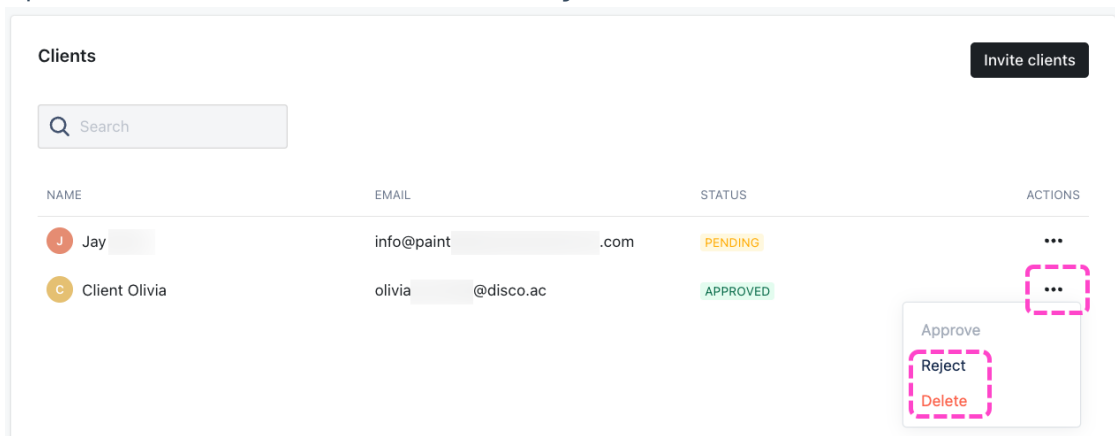 Clients
Invite clients
Search
NAME EMAIL STATUS ACTIONS
J Jay
info@paint .com PENDING
C Client Olivia olivia @disco.ac APPROVED
Approve
Reject
Delete